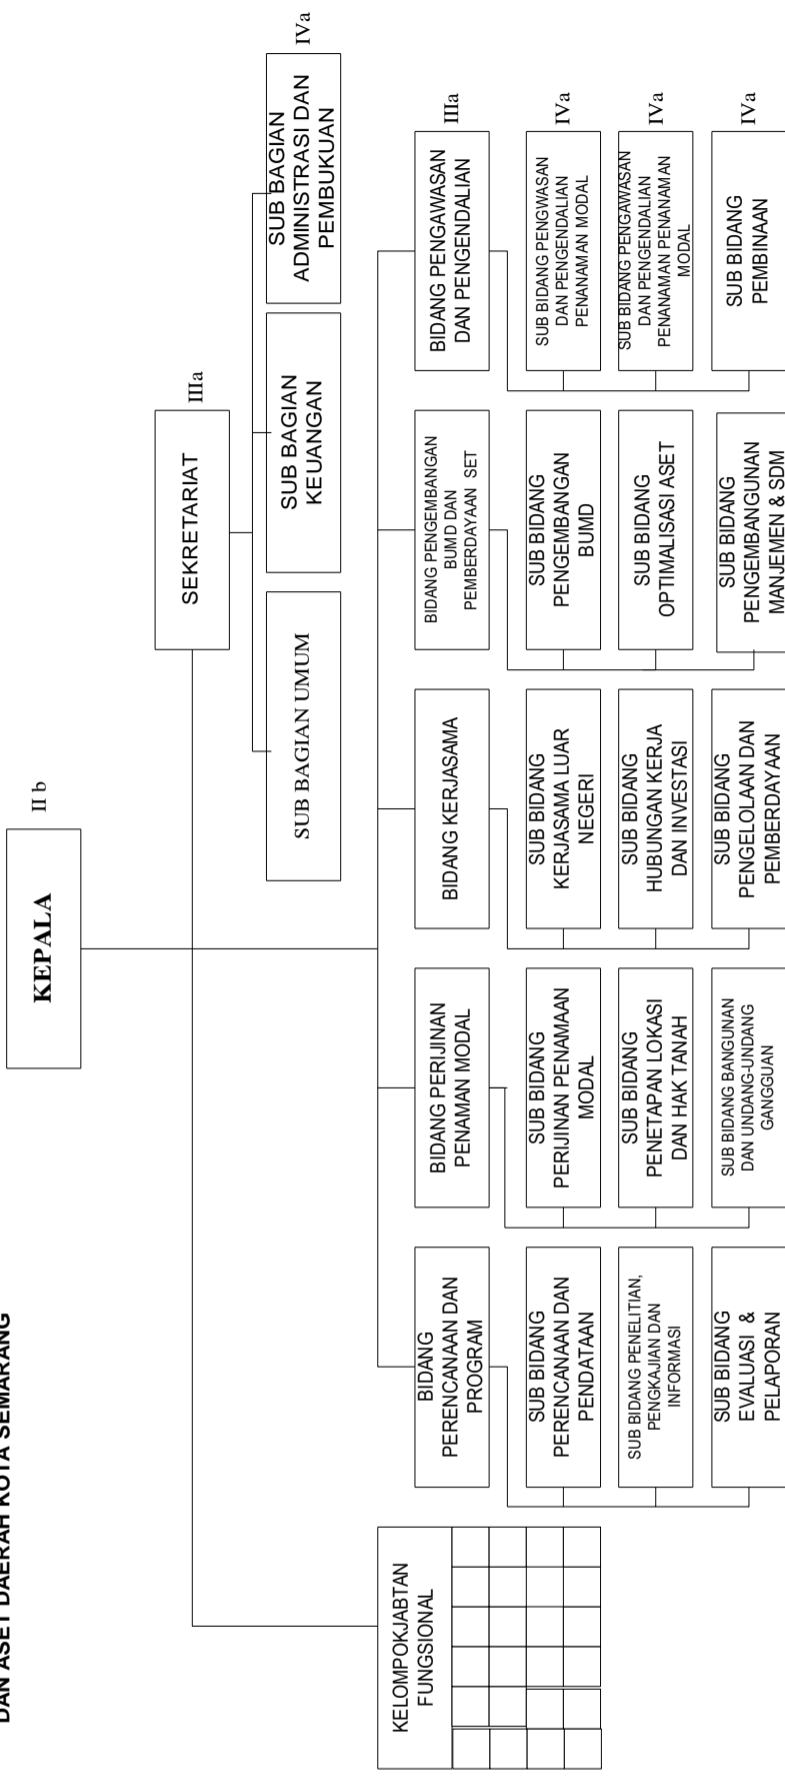 DAN ASET DAERAH KOTA SEMARANG
KEPALA
II b
SEKRETARIAT
IIIa
SUB BAGIAN UMUM
SUB BAGIAN
KEUANGAN
SUB BAGIAN
ADMINISTRASI DAN
PEMBUKUAN
IVa
KELOMPOKJABTAN
FUNGSIONAL
BIDANG
PERENCANAAN DAN
PROGRAM
BIDANG PERIJINAN
PENAMAN MODAL
BIDANG KERJASAMA
BIDANG PENGEMBANGAN
BUMD DAN
PEMBERDAYAAN SET
BIDANG PENGAWASAN
DAN PENGENDALIAN
IIIa
SUB BIDANG
PERENCANAAN DAN
PENDATAAN
SUB BIDANG
PERIJINAN PENAMAAN
MODAL
SUB BIDANG
KERJASAMA LUAR
NEGERI
SUB BIDANG
PENGEMBANGAN
BUMD
SUB BIDANG PENGWASAN
DAN PENGENDALIAN
PENANAMAN MODAL
IVa
SUB BIDANG PENELITIAN,
PENGKAJIAN DAN
INFORMASI
SUB BIDANG
PENETAPAN LOKASI
DAN HAK TANAH
SUB BIDANG
HUBUNGAN KERJA
DAN INVESTASI
SUB BIDANG
OPTIMALISASI ASET
SUB BIDANG PENGAWASAN
DAN PENGENDALIAN
PENANAMAN PENANAMAN
MODAL
IVa
SUB BIDANG
EVALUASI &
PELAPORAN
SUB BIDANG BANGUNAN
DAN UNDANG-UNDANG
GANGGUAN
SUB BIDANG
PENGELOLAAN DAN
PEMBERDAYAAN
SUB BIDANG
PENGEMBANGUNAN
MANJEMEN & SDM
SUB BIDANG
PEMBINAAN
IVa